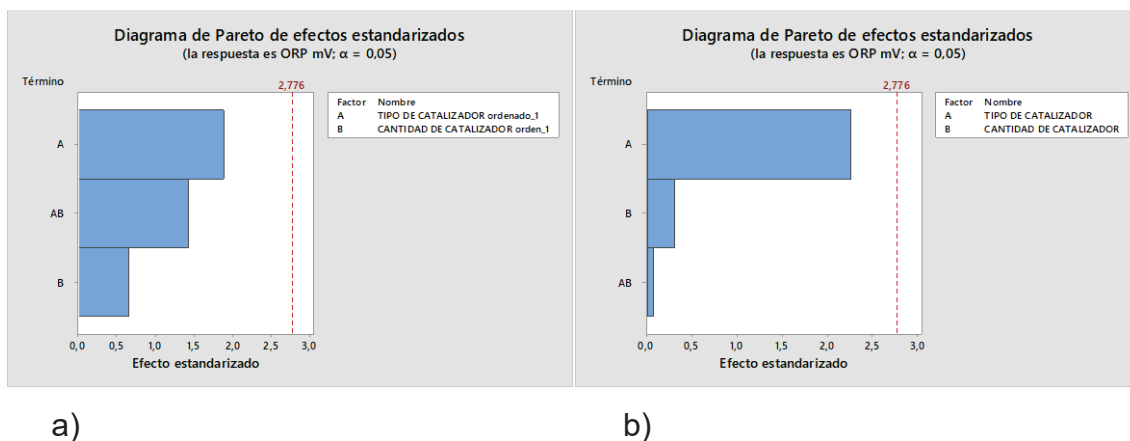 Diagrama de Pareto de efectos estandarizados
(la respuesta es ORP mV; α = 0,05)
Término
2,776
Factor Nombre
A TIPO DE CATALIZADOR ordenado_1
B CANTIDAD DE CATALIZADOR orden_1
A
AB
B
0,0 0,5 1,0 1,5 2,0 2,5 3,0
Efecto estandarizado
a)
Diagrama de Pareto de efectos estandarizados
(la respuesta es ORP mV; α = 0,05)
Término
2,776
Factor Nombre
A TIPO DE CATALIZADOR
B CANTIDAD DE CATALIZADOR
A
B
AB
0,0 0,5 1,0 1,5 2,0 2,5 3,0
Efecto estandarizado
b)